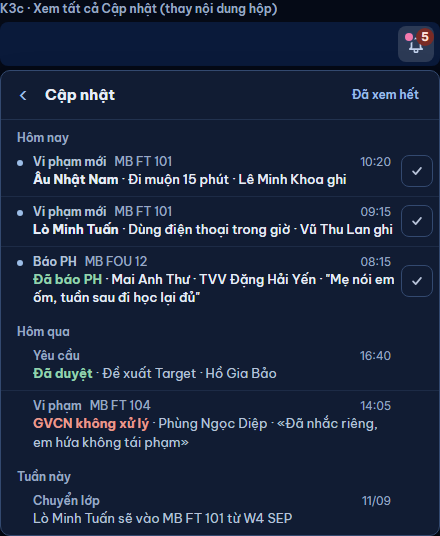 K3c · Xem tất cả Cập nhật (thay nội dung hộp)
5
‹ Cập nhật Đã xem hết
Hôm nay
Vi phạm mới MB FT 101 10:20
Âu Nhật Nam · Đi muộn 15 phút · Lê Minh Khoa ghi
Vi phạm mới MB FT 101 09:15
Lò Minh Tuấn · Dùng điện thoại trong giờ · Vũ Thu Lan ghi
Báo PH MB FOU 12 08:15
Đã báo PH · Mai Anh Thư · TVV Đặng Hải Yến · "Mẹ nói em
ốm, tuần sau đi học lại đủ"
Hôm qua
Yêu cầu 16:40
Đã duyệt · Đề xuất Target · Hồ Gia Bảo
Vi phạm MB FT 104 14:05
GVCN không xử lý · Phùng Ngọc Diệp · «Đã nhắc riêng,
em hứa không tái phạm»
Tuần này
Chuyển lớp 11/09
Lò Minh Tuấn sẽ vào MB FT 101 từ W4 SEP